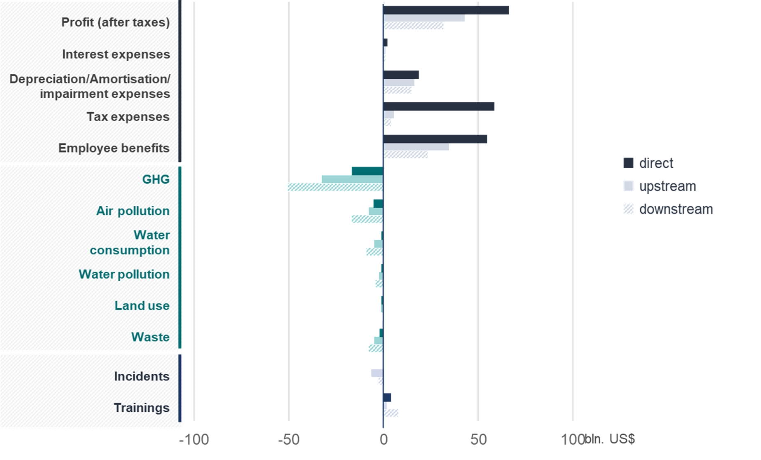 Profit (after taxes)
Interest expenses
Depreciation/Amortisation/
impairment expenses
Tax expenses
Employee benefits
GHG
Air pollution
Water
consumption
Water pollution
Land use
Waste
Incidents
Trainings
direct
upstream
downstream
-100 -50 0 50 100 bln. US$